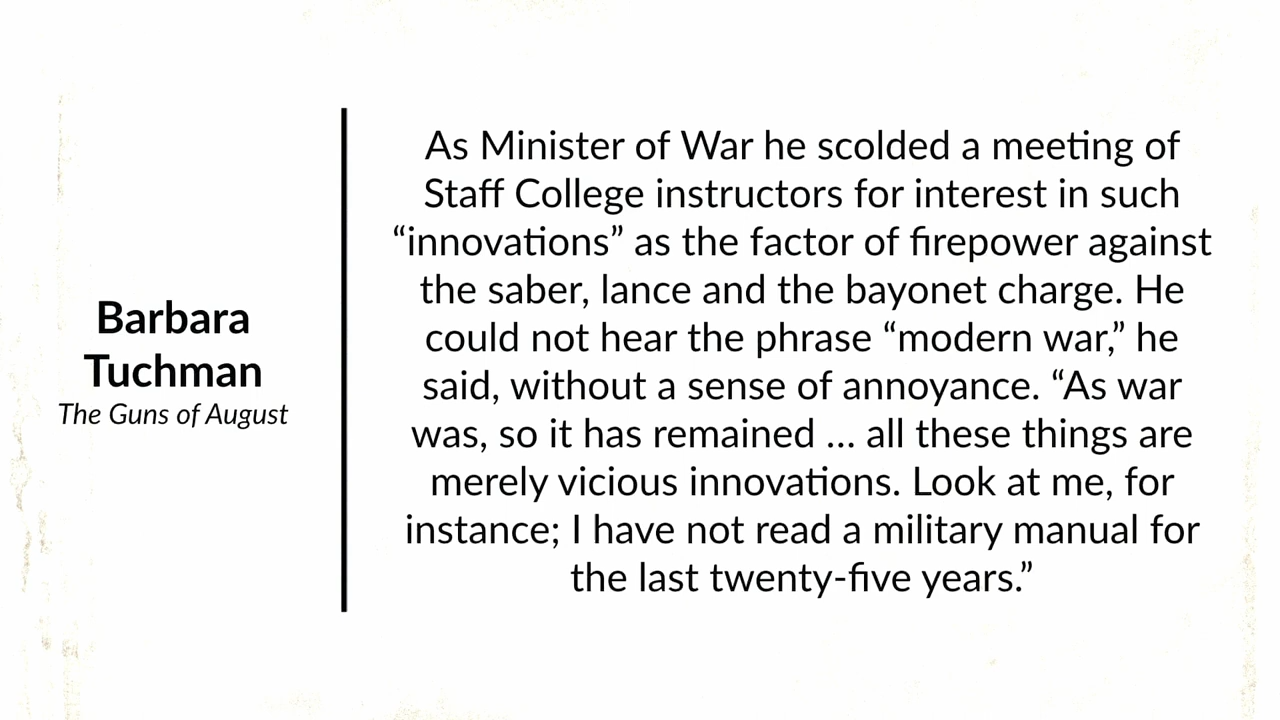 Barbara
Tuchman
The Guns of August
As Minister of War he scolded a meeting of
Staff College instructors for interest in such
“innovations” as the factor of firepower against
the saber, lance and the bayonet charge. He
could not hear the phrase “modern war,” he
said, without a sense of annoyance. “As war
was, so it has remained … all these things are
merely vicious innovations. Look at me, for
instance; I have not read a military manual for
the last twenty-five years.”